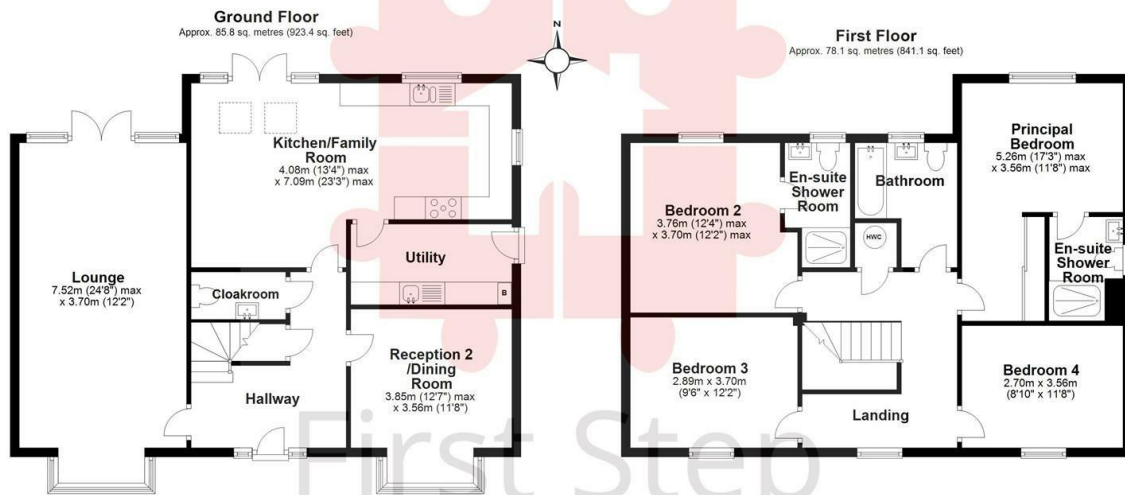 Ground Floor
Approx. 85.8 sq. metres (923.4 sq. feet)
N
First Floor
Approx. 78.1 sq. metres (841.1 sq. feet)
Kitchen/Family
Room
4.08m (13'4") max
x 7.09m (23'3") max
Lounge
7.52m (24'8") max
x 3.70m (12'2")
Cloakroom
Utility
B
Hallway
Reception 2
/Dining
Room
3.85m (12'7") max
x 3.56m (11'8")
Bedroom 2
3.76m (12'4") max
x 3.70m (12'2") max
En-suite
Shower
Room
Bathroom
HWC
Principal
Bedroom
5.26m (17'3") max
x 3.56m (11'8") max
En-suite
Shower
Room
Bedroom 3
2.89m x 3.70m
(9'6" x 12'2")
Landing
Bedroom 4
2.70m x 3.56m
(8'10" x 11'8")
First Step